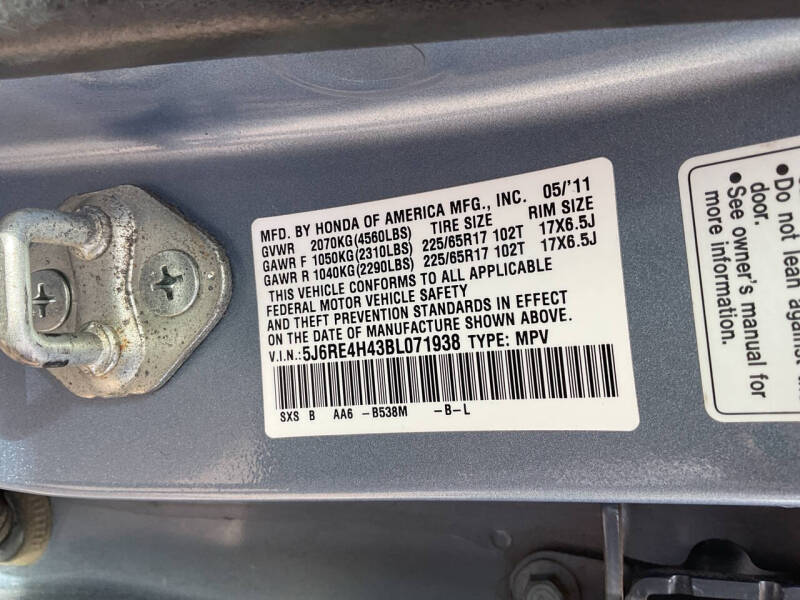 MFD. BY HONDA OF AMERICA MFG., INC. 05/'11
GVWR 2070KG(4560LBS) TIRE SIZE RIM SIZE
GAWR F 1050KG(2310LBS) 225/65R17 102T 17X6.5J
GAWR R 1040KG(2290LBS) 225/65R17 102T 17X6.5J
THIS VEHICLE CONFORMS TO ALL APPLICABLE
FEDERAL MOTOR VEHICLE SAFETY
AND THEFT PREVENTION STANDARDS IN EFFECT
ON THE DATE OF MANUFACTURE SHOWN ABOVE.
V.I.N.:5J6RE4H43BL071938 TYPE: MPV
SXS B AA6 -B538M -B-L
•Do not lean against
door.
•See owner's manual for
more information.